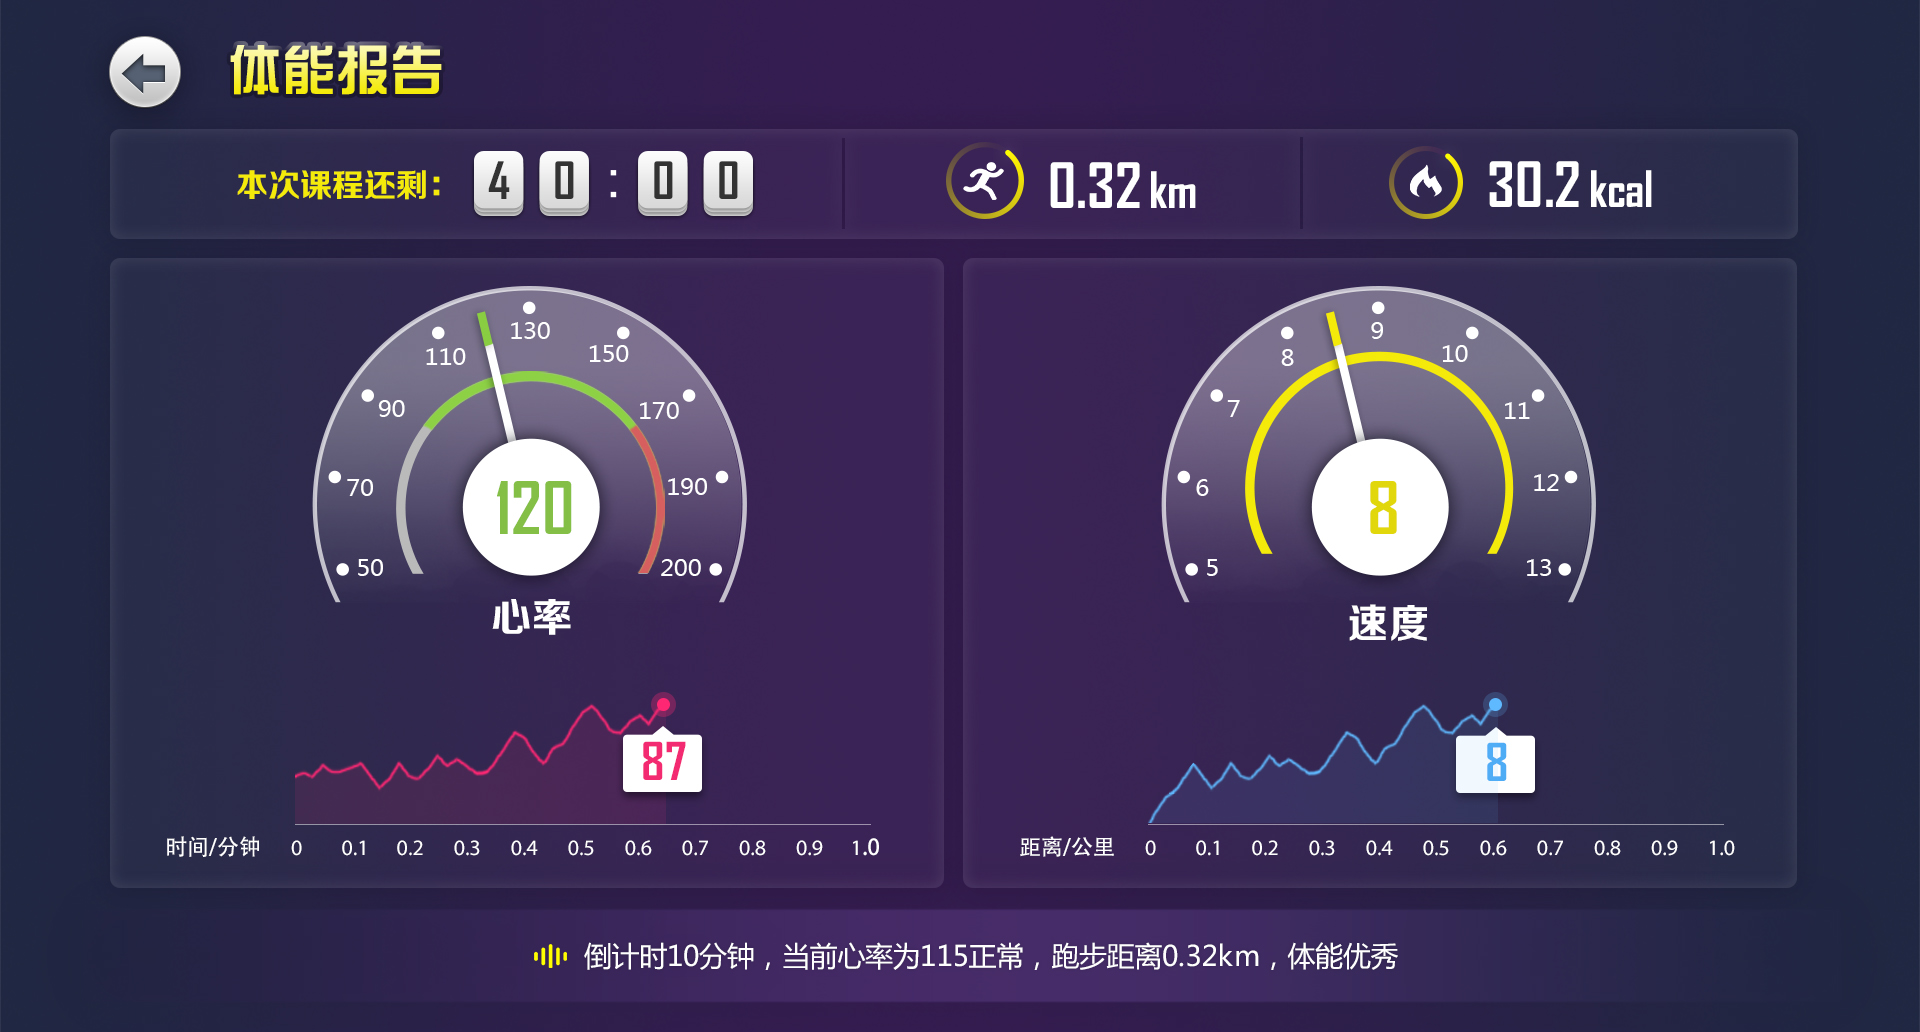 体能报告
本次课程还剩： 40:00
0.32 km
30.2 kcal
50 70 90 110 130 150 170 190 200
120
心率
87
时间/分钟 0 0.1 0.2 0.3 0.4 0.5 0.6 0.7 0.8 0.9 1.0
5 6 7 8 9 10 11 12 13
8
速度
8
距离/公里 0 0.1 0.2 0.3 0.4 0.5 0.6 0.7 0.8 0.9 1.0
倒计时10分钟，当前心率为115正常，跑步距离0.32km，体能优秀